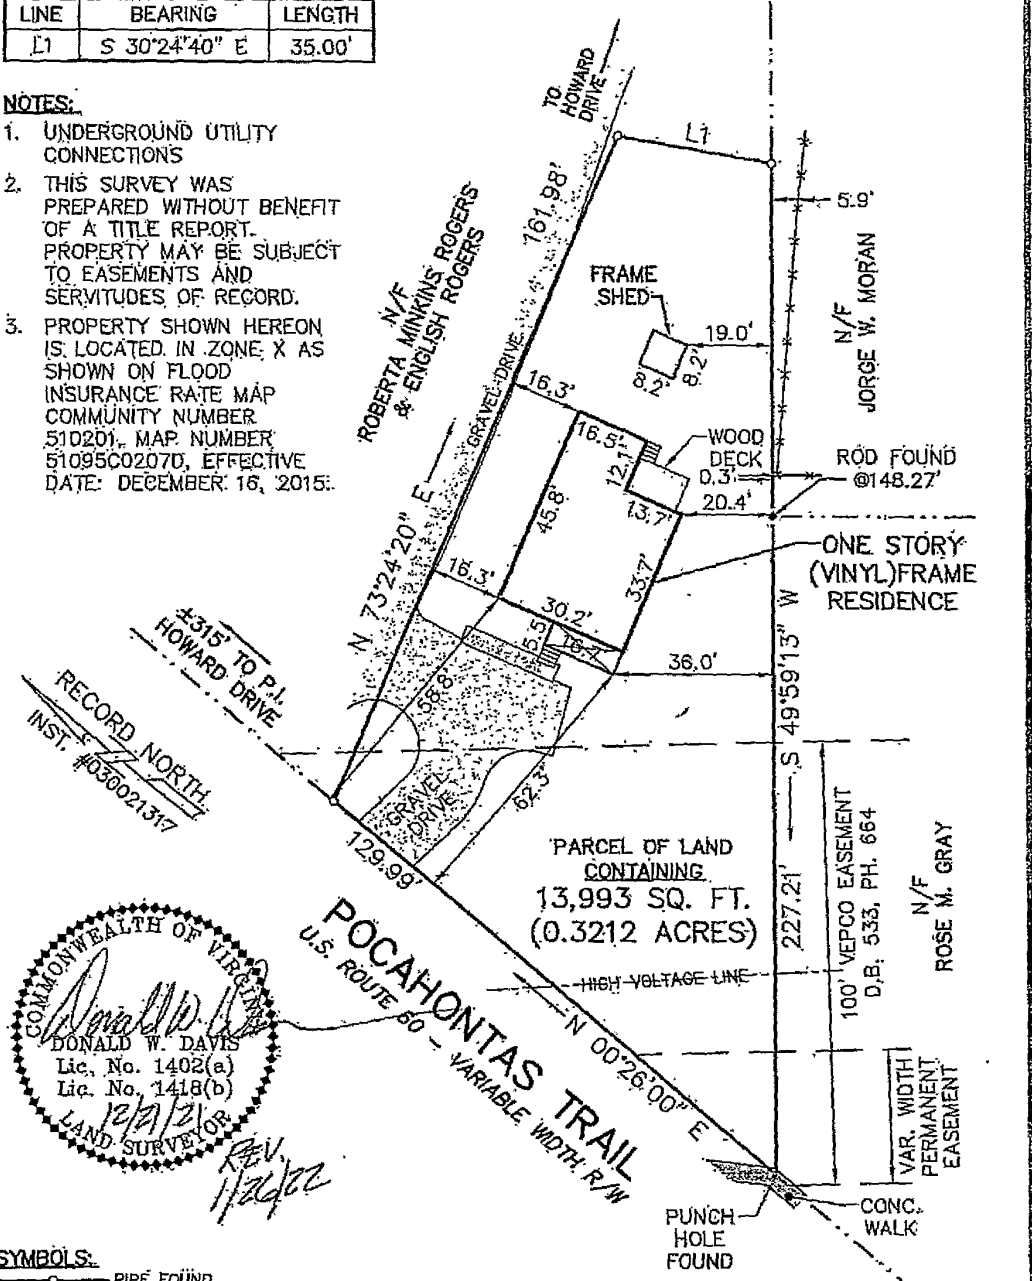 LINE BEARING LENGTH
L1 S 30°24'40" E 35.00'
NOTES:
1. UNDERGROUND UTILITY
CONNECTIONS
2. THIS SURVEY WAS
PREPARED WITHOUT BENEFIT
OF A TITLE REPORT.
PROPERTY MAY BE SUBJECT
TO EASEMENTS AND
SERVITUDES OF RECORD.
3. PROPERTY SHOWN HEREON
IS LOCATED IN ZONE X AS
SHOWN ON FLOOD
INSURANCE RATE MAP
COMMUNITY NUMBER
510201, MAP NUMBER
51095C0207D, EFFECTIVE
DATE: DECEMBER 16, 2015.
TO
HOWARD
DRIVE
L1
161.98'
5.9'
N/F
ROBERTA MINKINS ROGERS
& ENGLISH ROGERS
N/F
JORGE W. MORAN
FRAME
SHED
19.0'
8.2'
8.2'
GRAVEL DRIVE
16.3'
16.5'
12.1'
WOOD
DECK
0.3'
20.4'
ROD FOUND
@148.27'
13.7'
45.8'
33.7'
ONE STORY
(VINYL)FRAME
RESIDENCE
N 73°24'20" E
16.3'
30.2'
5.5'
36.0'
S 49°59'13" W
227.21'
±315' TO P.I.
HOWARD DRIVE
RECORD NORTH
INST. #030021317
58.8'
62.3'
GRAVEL
DRIVE
129.99'
PARCEL OF LAND
CONTAINING
13,993 SQ. FT.
(0.3212 ACRES)
100' VEPCO EASEMENT
D.B. 533, PH. 664
N/F
ROSE M. GRAY
HIGH VOLTAGE LINE
N 00°26'00" E
POCAHONTAS TRAIL
U.S. ROUTE 60 - VARIABLE WIDTH R/W
VAR. WIDTH
PERMANENT
EASEMENT
COMMONWEALTH OF VIRGINIA
DONALD W. DAVIS
Lic. No. 1402(a)
Lic. No. 1418(b)
12/21/21
LAND SURVEYOR
REV.
1/26/22
PUNCH
HOLE
FOUND
CONC.
WALK
SYMBOLS:
PIPE FOUND